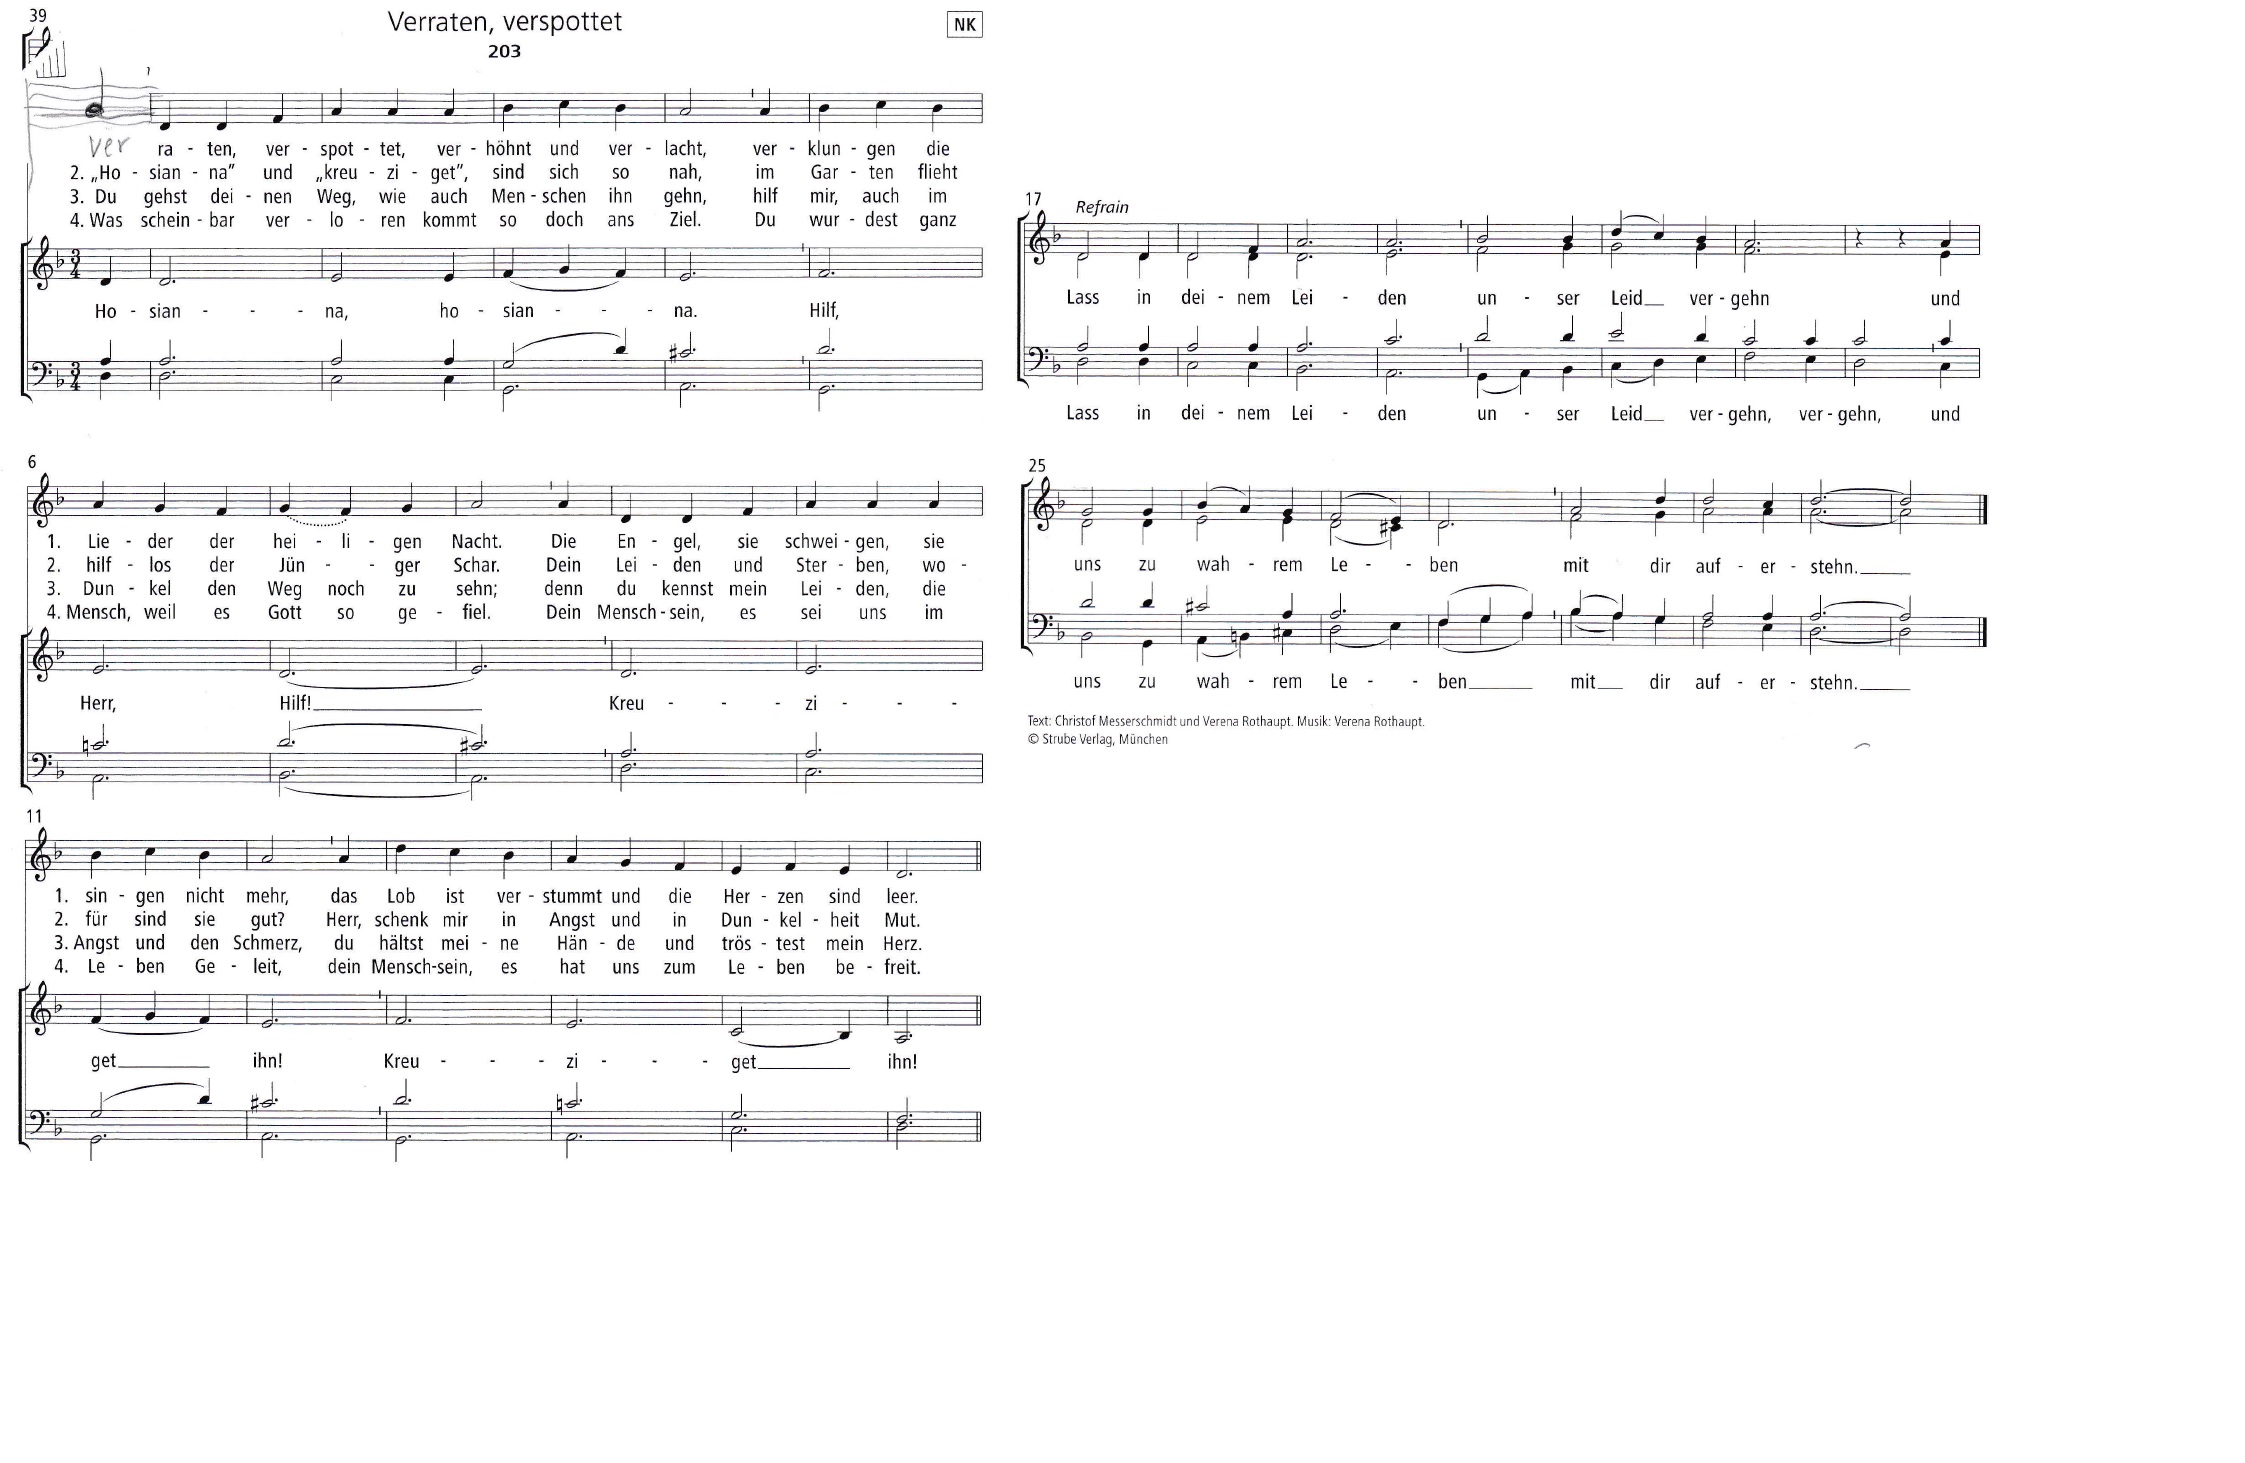 39
Verraten, verspottet
NK
203
ver ra - ten, ver - spot - tet, ver - höhnt und ver - lacht, ver - klun - gen die
2. „Ho - sian - na” und „kreu - zi - get”, sind sich so nah, im Gar - ten flieht
3. Du gehst dei - nen Weg, wie auch Men - schen ihn gehn, hilf mir, auch im
4. Was schein - bar ver - lo - ren kommt so doch ans Ziel. Du wur - dest ganz
3 4
Ho - sian - - - na, ho - sian - - - na. Hilf,
3 4
6
1. Lie - der der hei - li - gen Nacht. Die En - gel, sie schwei - gen, sie
2. hilf - los der Jün - - ger Schar. Dein Lei - den und Ster - ben, wo -
3. Dun - kel den Weg noch zu sehn; denn du kennst mein Lei - den, die
4. Mensch, weil es Gott so ge - fiel. Dein Mensch - sein, es sei uns im
Herr, Hilf! Kreu - - - zi - - -
11
1. sin - gen nicht mehr, das Lob ist ver - stummt und die Her - zen sind leer.
2. für sind sie gut? Herr, schenk mir in Angst und in Dun - kel - heit Mut.
3. Angst und den Schmerz, du hältst mei - ne Hän - de und trös - test mein Herz.
4. Le - ben Ge - leit, dein Mensch-sein, es hat uns zum Le - ben be - freit.
get ihn! Kreu - - - zi - - - get ihn!
17
Refrain
Lass in dei - nem Lei - den un - ser Leid ver - gehn und
Lass in dei - nem Lei - den un - ser Leid ver - gehn, ver - gehn, und
25
uns zu wah - rem Le - - ben mit dir auf - er - stehn.
uns zu wah - rem Le - - ben mit dir auf - er - stehn.
Text: Christof Messerschmidt und Verena Rothaupt. Musik: Verena Rothaupt.
© Strube Verlag, München